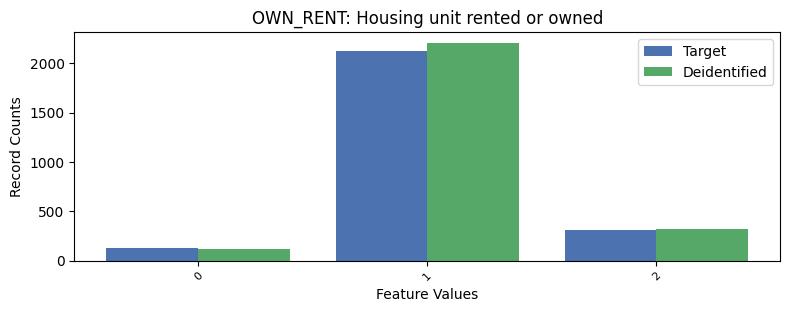 OWN_RENT: Housing unit rented or owned
Target
Deidentified
Record Counts
2000
1500
1000
500
0
0
1
2
Feature Values